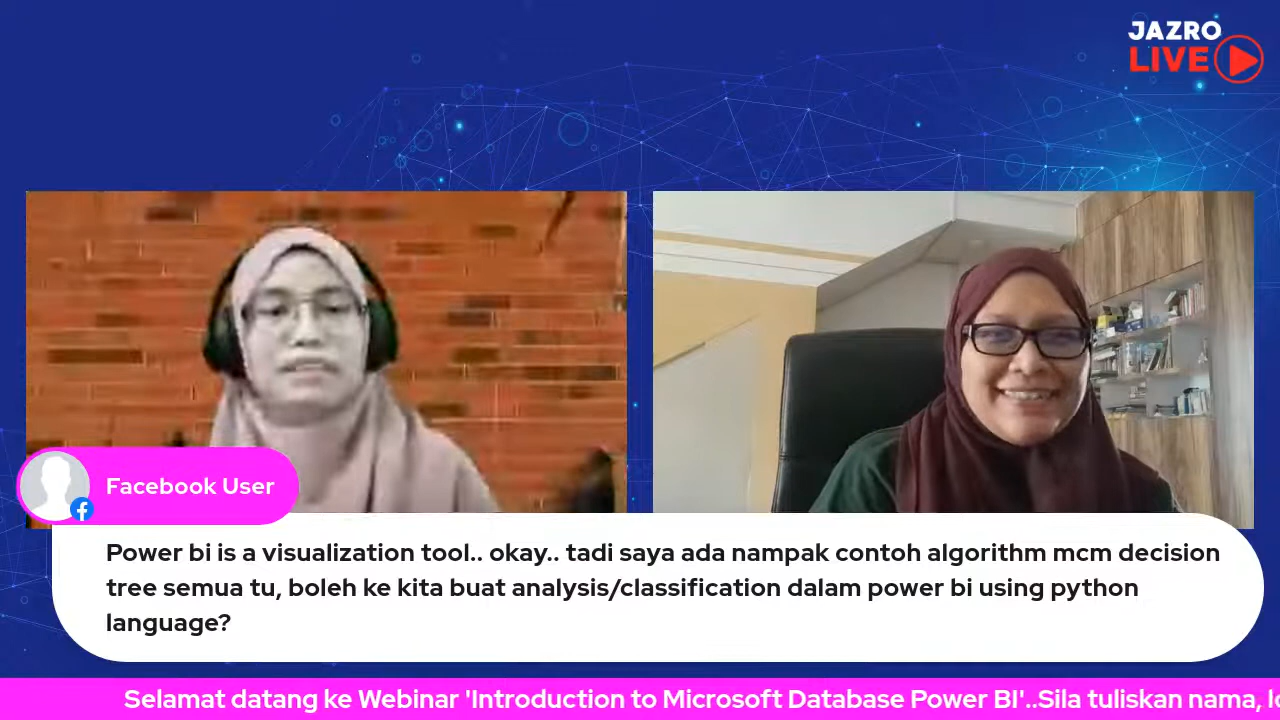 JAZRO
LIVE
Facebook User
Power bi is a visualization tool.. okay.. tadi saya ada nampak contoh algorithm mcm decision
tree semua tu, boleh ke kita buat analysis/classification dalam power bi using python
language?
Selamat datang ke Webinar 'Introduction to Microsoft Database Power BI'..Sila tuliskan nama,